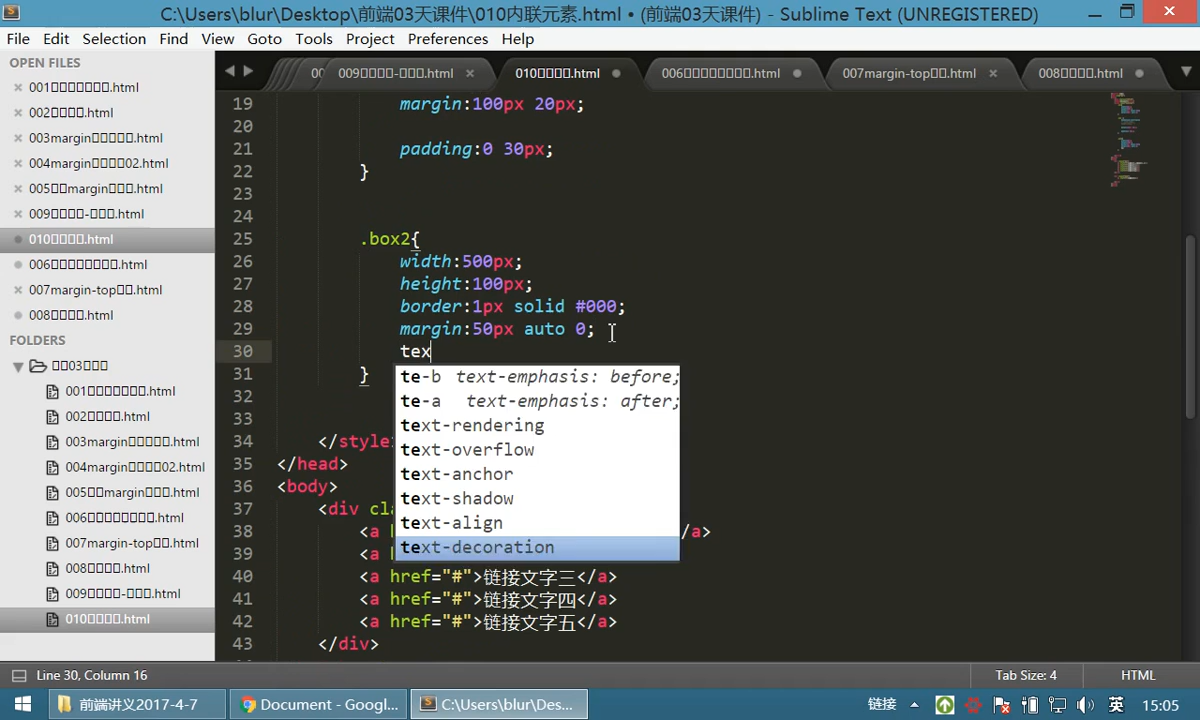 C:\Users\blur\Desktop\前端03天课件\010内联元素.html • (前端03天课件) - Sublime Text (UNREGISTERED)
File Edit Selection Find View Goto Tools Project Preferences Help
OPEN FILES
001.html
002.html
003margin.html
004margin02.html
005margin.html
009-.html
010.html
006.html
007margin-top.html
008.html
FOLDERS
03
001.html
002.html
003margin.html
004margin02.html
005margin.html
006.html
007margin-top.html
008.html
009-.html
010.html
00 009-.html 010.html 006.html 007margin-top.html 008.html
19 margin:100px 20px;
20
21 padding:0 30px;
22 }
23
24
25 .box2{
26 width:500px;
27 height:100px;
28 border:1px solid #000;
29 margin:50px auto 0;
30 tex
31 }
32
33
34 </style
35 </head>
36 <body>
37 <div cl
38 <a /a>
39 <a
40 <a href="#">链接文字三</a>
41 <a href="#">链接文字四</a>
42 <a href="#">链接文字五</a>
43 </div>
te-b text-emphasis: before;
te-a text-emphasis: after;
text-rendering
text-overflow
text-anchor
text-shadow
text-align
text-decoration
Line 30, Column 16 Tab Size: 4 HTML
前端讲义2017-4-7 Document - Googl... C:\Users\blur\Des... 链接 英 15:05